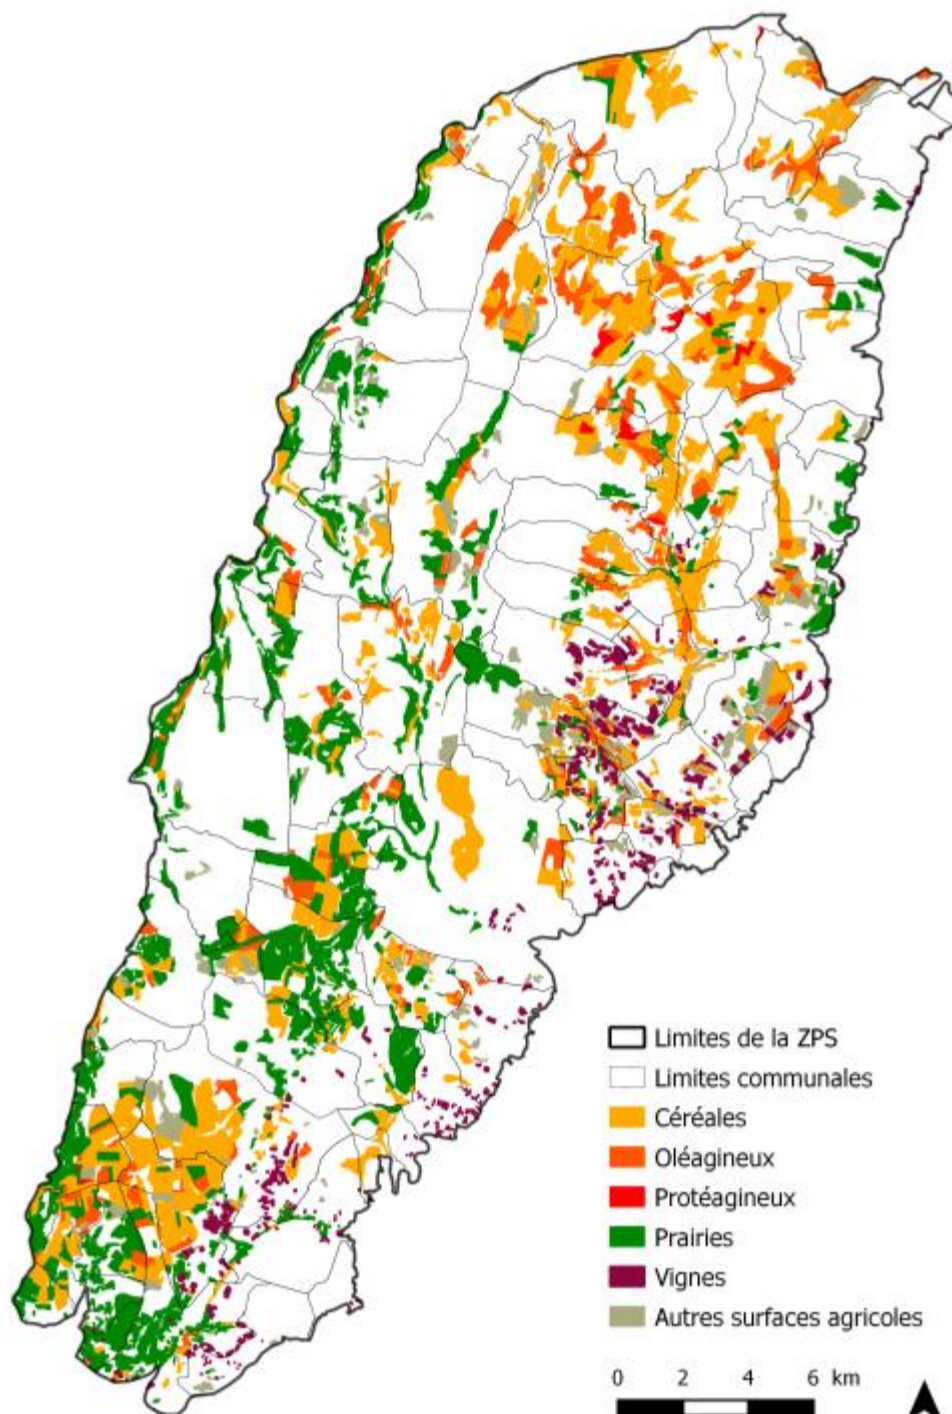 Limites de la ZPS
Limites communales
Céréales
Oléagineux
Protéagineux
Prairies
Vignes
Autres surfaces agricoles
0 2 4 6 km